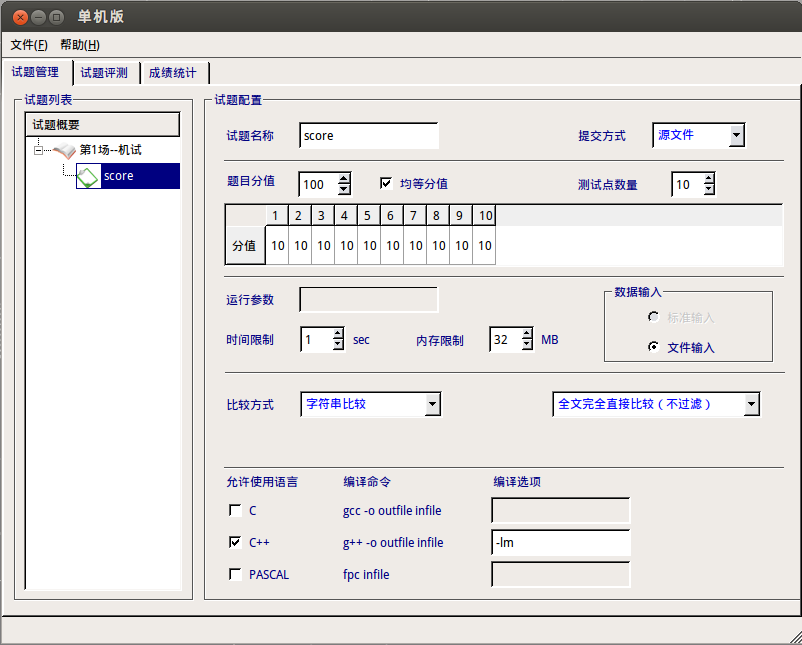 单机版
文件(F) 帮助(H)
试题管理 试题评测 成绩统计
试题列表
试题概要
第1场--机试
score
试题配置
试题名称 score 提交方式 源文件
题目分值 100 均等分值 测试点数量 10
1 2 3 4 5 6 7 8 9 10
分值 10 10 10 10 10 10 10 10 10 10
运行参数
时间限制 1 sec 内存限制 32 MB
数据输入
标准输入
文件输入
比较方式 字符串比较 全文完全直接比较（不过滤）
允许使用语言 编译命令 编译选项
C gcc -o outfile infile
C++ g++ -o outfile infile -lm
PASCAL fpc infile